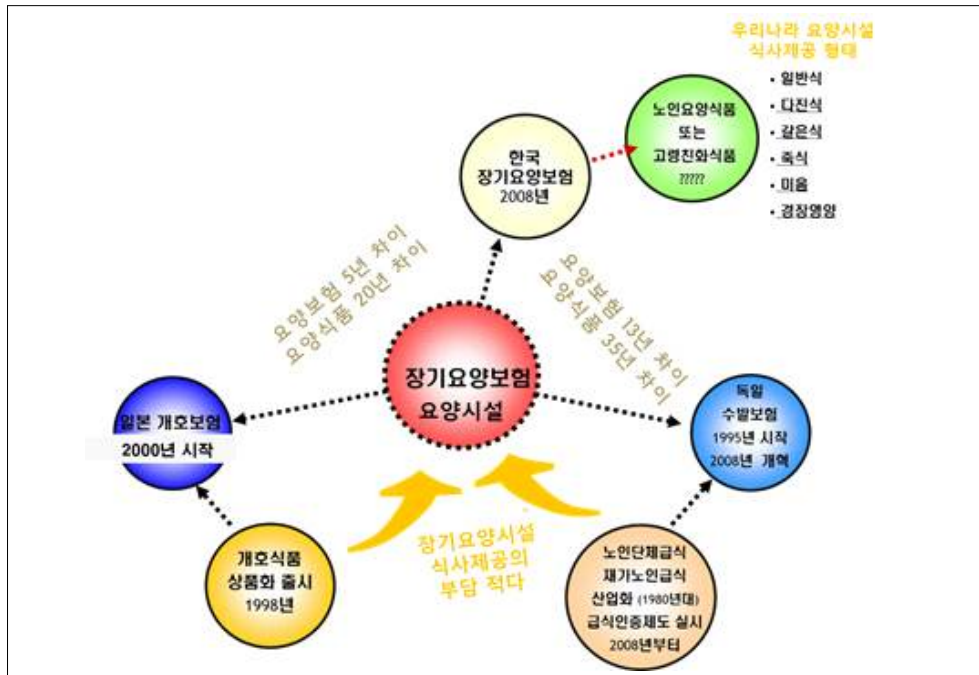 우리나라 요양시설
식사제공 형태
• 일반식
• 다진식
• 갈은식
• 죽식
• 미음
• 경장영양
노인요양식품
또는
고령친화식품
?????
한국
장기요양보험
2008년
요양보험 5년 차이
요양식품 20년 차이
요양보험 13년 차이
요양식품 35년 차이
장기요양보험
요양시설
일본 개호보험
2000년 시작
독일
수발보험
1995년 시작
2008년 개혁
개호식품
상품화 출시
1998년
장기요양시설
식사제공의
부담 적다
노인단체급식
재가노인급식
산업화 (1980년대)
급식인증제도 실시
2008년부터